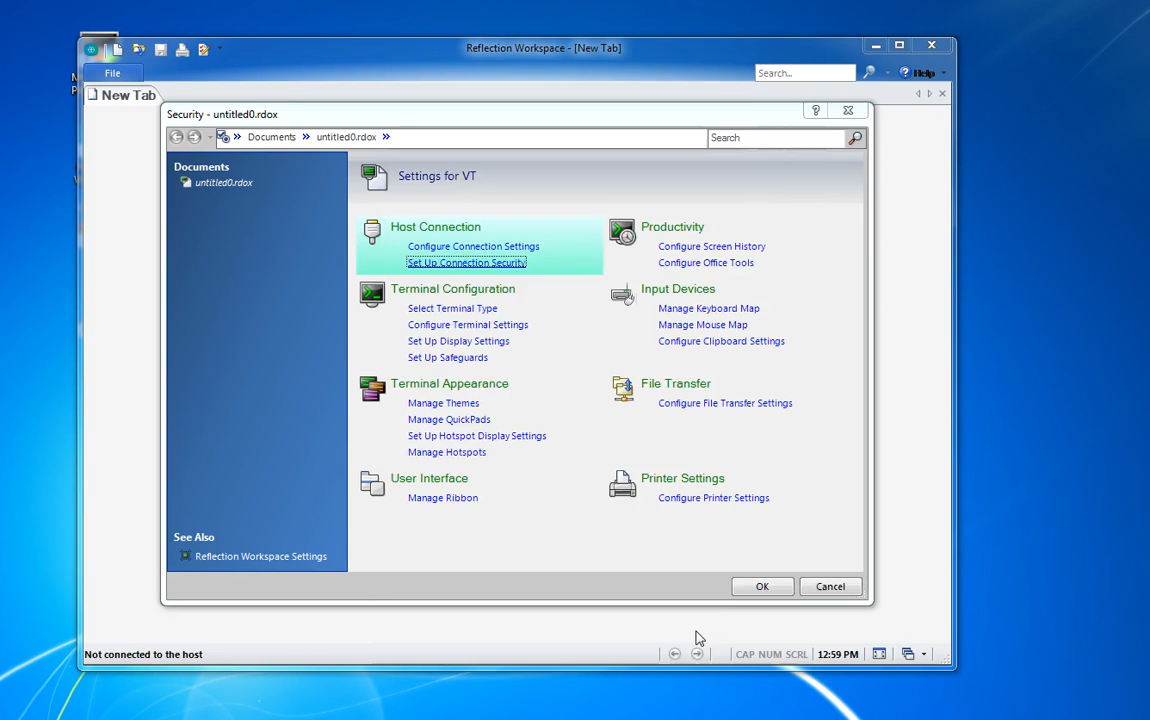 Reflection Workspace - [New Tab]
File
Search...
Help
New Tab
Security - untitled0.rdox
Documents
untitled0.rdox
Search
Documents
untitled0.rdox
Settings for VT
Host Connection
Configure Connection Settings
Set Up Connection Security
Terminal Configuration
Select Terminal Type
Configure Terminal Settings
Set Up Display Settings
Set Up Safeguards
Terminal Appearance
Manage Themes
Manage QuickPads
Set Up Hotspot Display Settings
Manage Hotspots
User Interface
Manage Ribbon
Productivity
Configure Screen History
Configure Office Tools
Input Devices
Manage Keyboard Map
Manage Mouse Map
Configure Clipboard Settings
File Transfer
Configure File Transfer Settings
Printer Settings
Configure Printer Settings
See Also
Reflection Workspace Settings
OK
Cancel
Not connected to the host
CAP NUM SCRL
12:59 PM